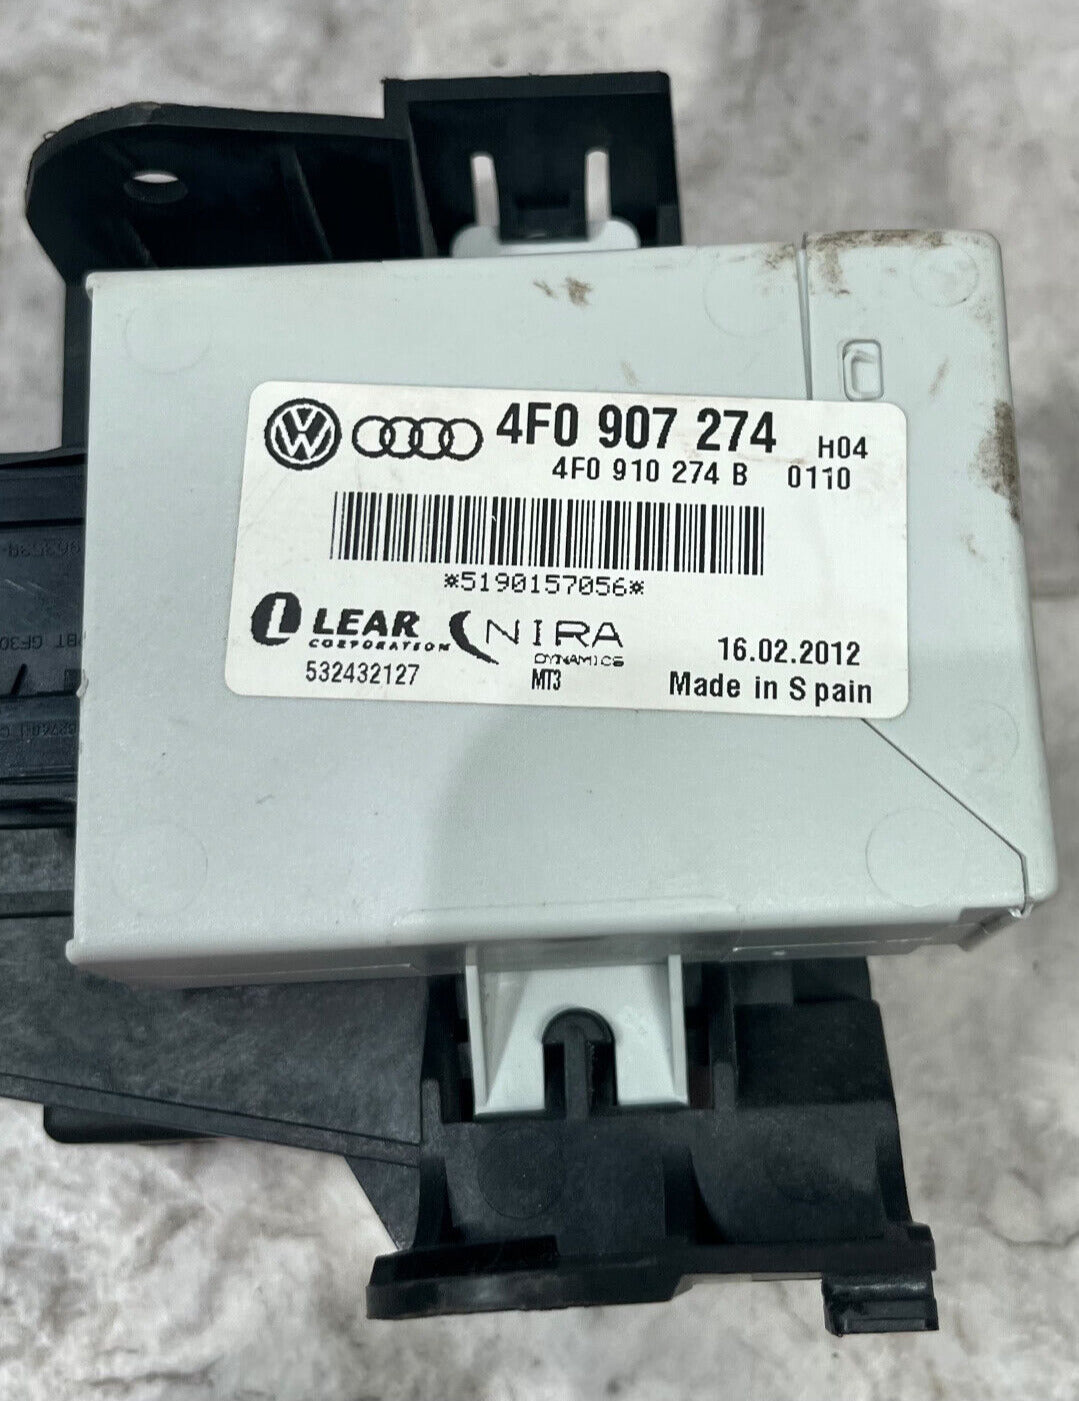 4F0 907 274 H04
4F0 910 274 B 0110
*5190157056*
LEAR
CORPORATION
NIRA
DYNAMICS
532432127
MT3
16.02.2012
Made in Spain